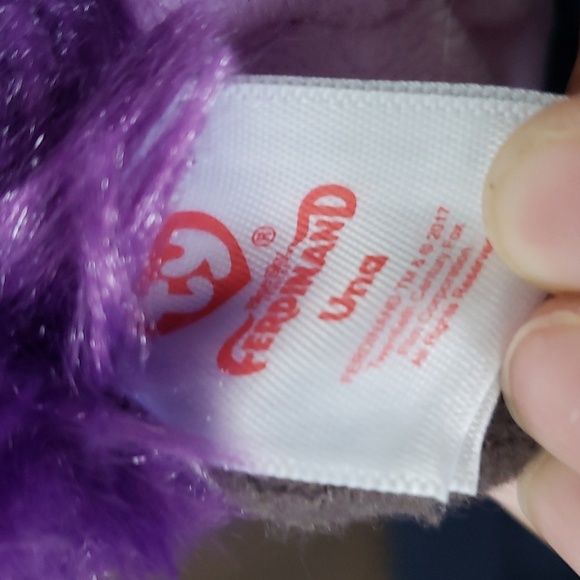 ty
®
FERDINAND
Una
FERDINAND TM & © 2017
Twentieth Century Fox
Film Corporation.
All Rights Reserved